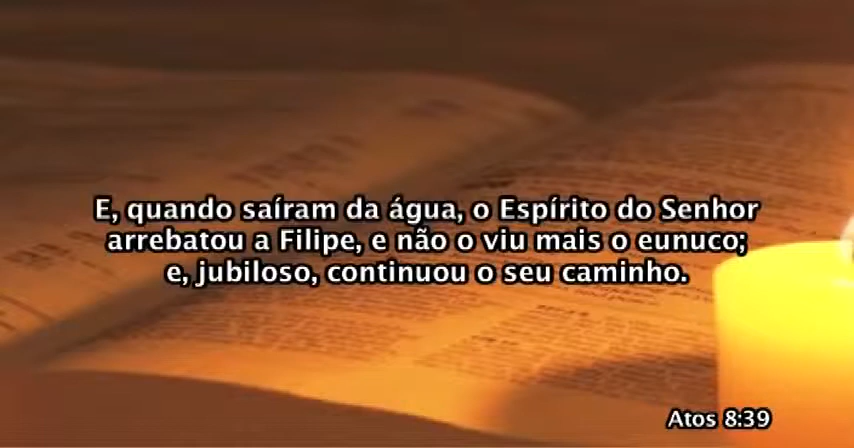 E, quando saíram da água, o Espírito do Senhor
arrebatou a Filipe, e não o viu mais o eunuco;
e, jubiloso, continuou o seu caminho.
Atos 8:39